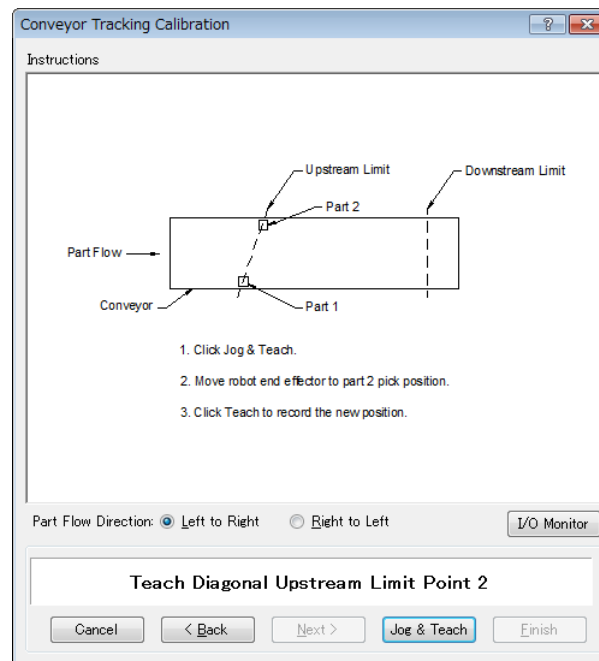 Conveyor Tracking Calibration
Instructions
Upstream Limit
Downstream Limit
Part 2
Part Flow
Conveyor
Part 1
1. Click Jog & Teach.
2. Move robot end effector to part 2 pick position.
3. Click Teach to record the new position.
Part Flow Direction: Left to Right Right to Left I/O Monitor
Teach Diagonal Upstream Limit Point 2
Cancel < Back Next > Jog & Teach Finish